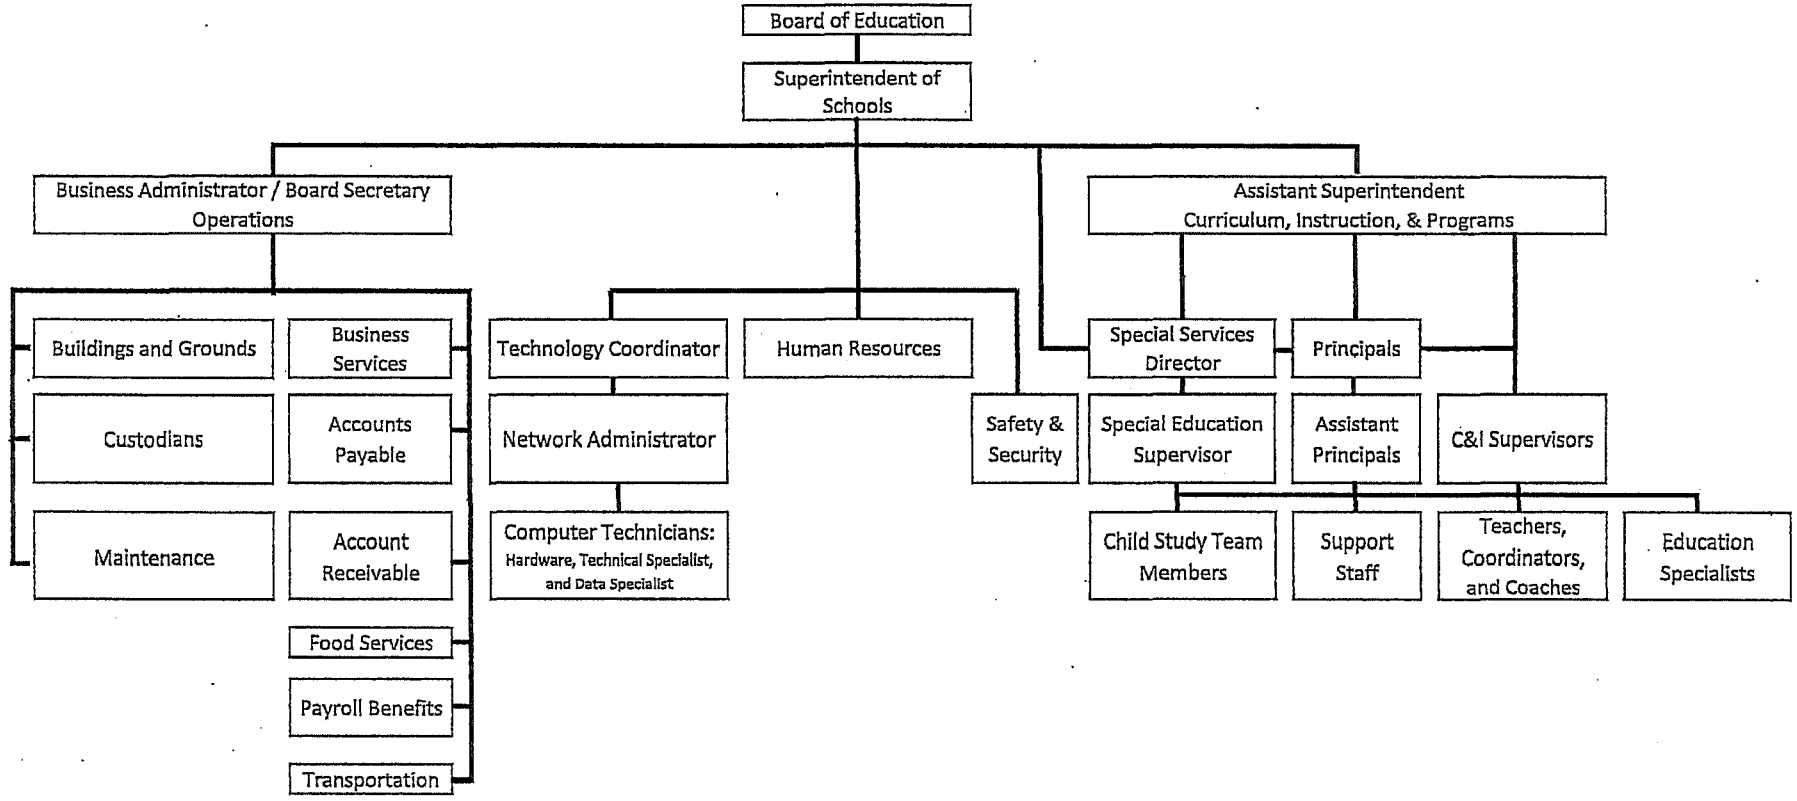 Board of Education
Superintendent of
Schools
Business Administrator / Board Secretary
Operations
Assistant Superintendent
Curriculum, Instruction, & Programs
Buildings and Grounds
Business
Services
Technology Coordinator
Human Resources
Special Services
Director
Principals
Custodians
Accounts
Payable
Network Administrator
Safety &
Security
Special Education
Supervisor
Assistant
Principals
C&I Supervisors
Maintenance
Account
Receivable
Computer Technicians:
Hardware, Technical Specialist,
and Data Specialist
Child Study Team
Members
Support
Staff
Teachers,
Coordinators,
and Coaches
Education
Specialists
Food Services
Payroll Benefits
Transportation